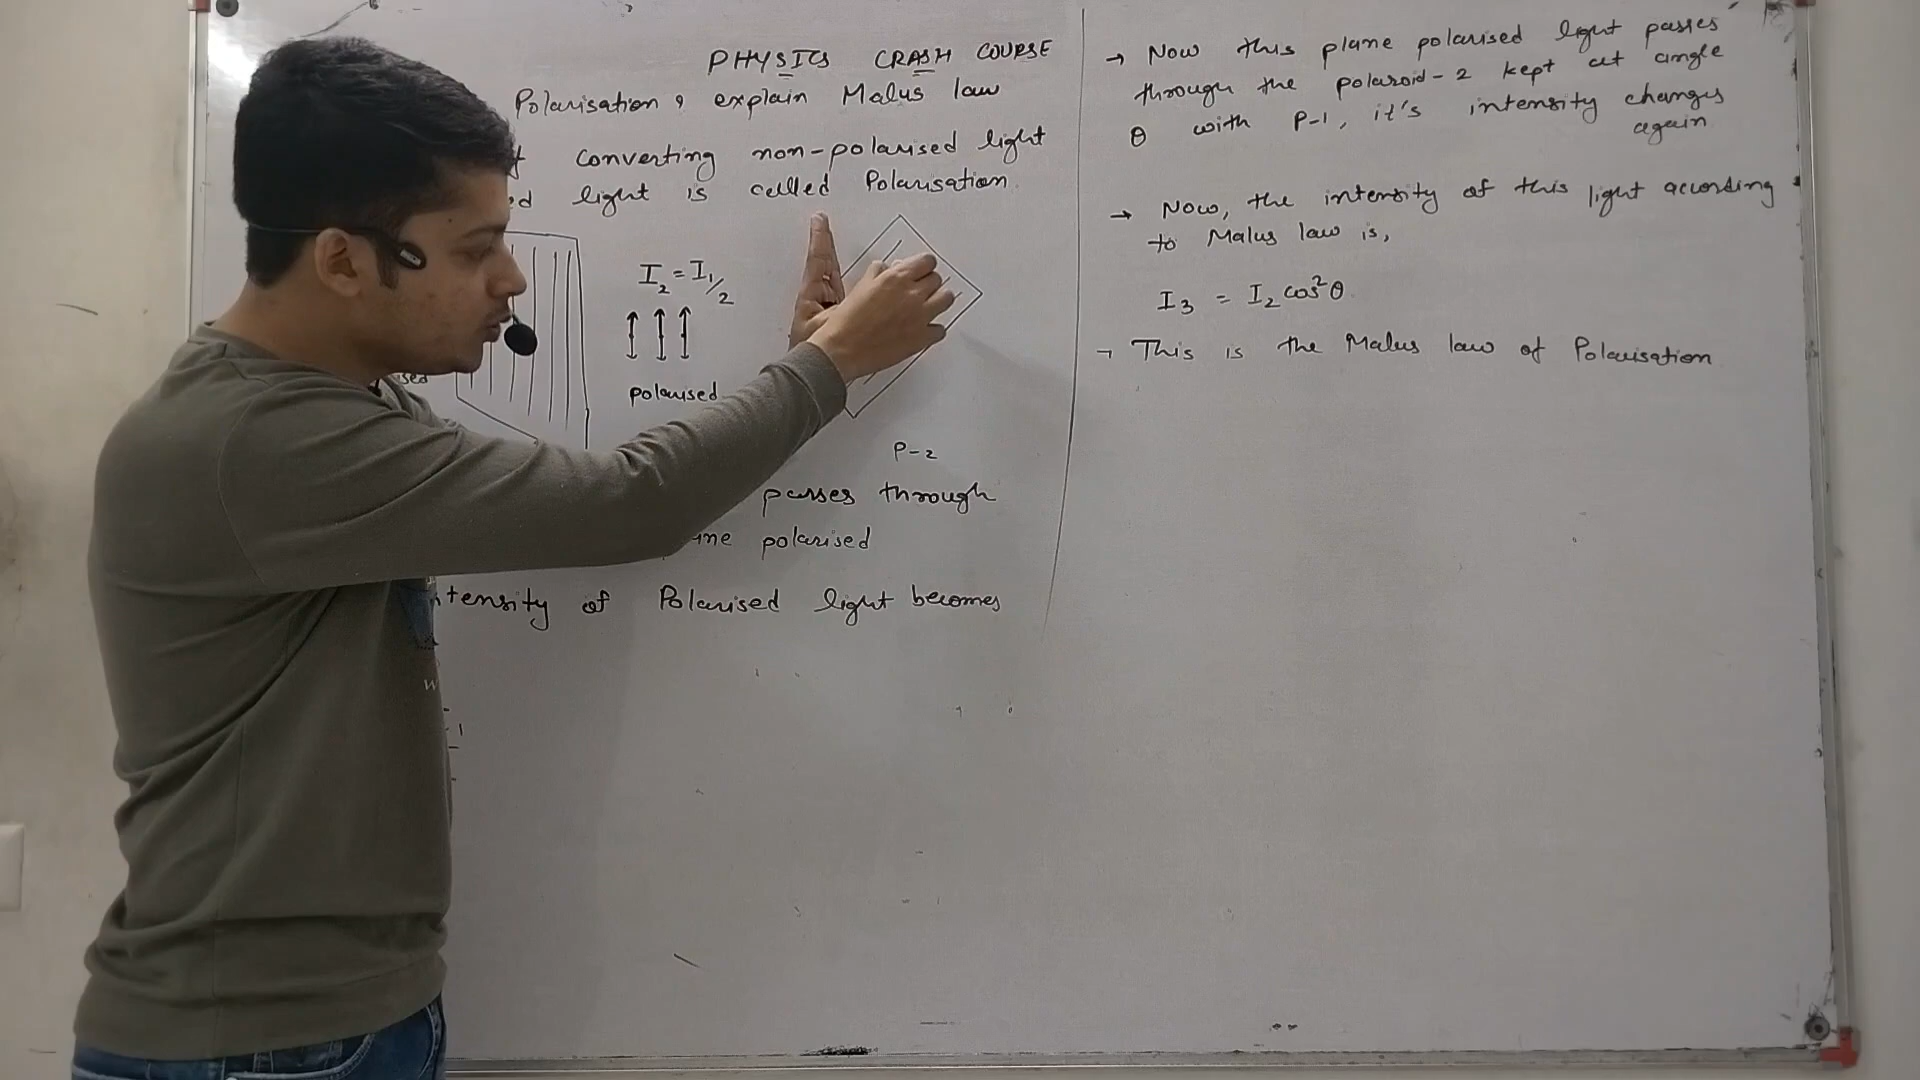 PHYSICS CRASH COURSE
Polarisation, explain Malus law
converting non-polarised light
light is called Polarisation
I₂ = I₁/2
polarised
P-2
passes through
polarised
intensity of Polarised light becomes
→ Now this plane polarised light passes
through the polaroid-2 kept at angle
θ with P-1, it's intensity changes
again
→ Now, the intensity of this light according
to Malus law is,
I₃ = I₂ cos²θ
→ This is the Malus law of Polarisation